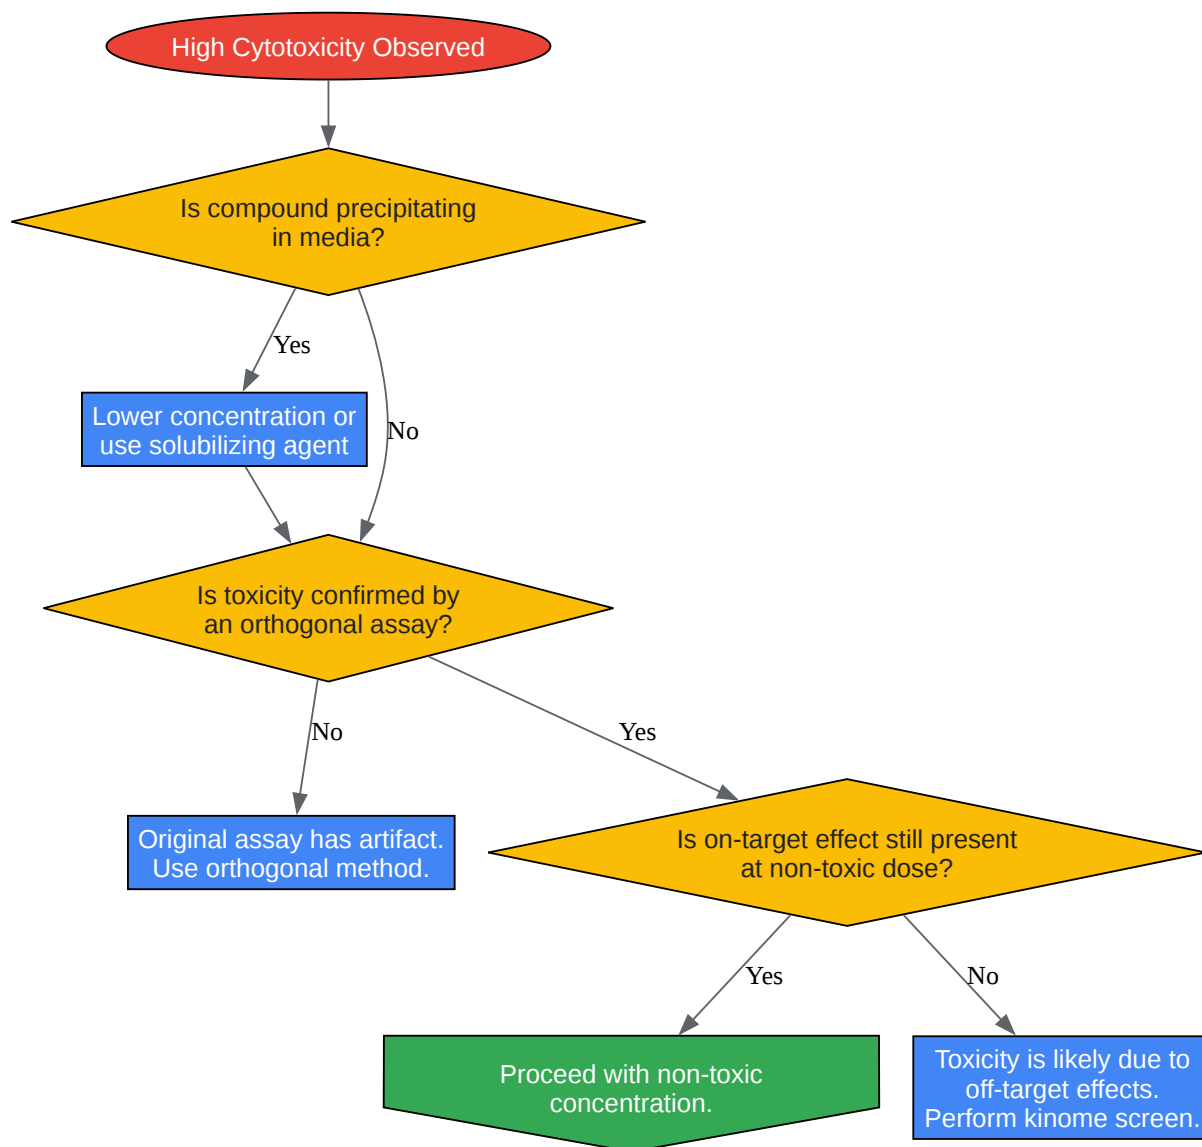 High Cytotoxicity Observed
Is compound precipitating
in media?
Yes
Lower concentration or
use solubilizing agent
No
Is toxicity confirmed by
an orthogonal assay?
No
Yes
Original assay has artifact.
Use orthogonal method.
Is on-target effect still present
at non-toxic dose?
Yes
No
Proceed with non-toxic
concentration.
Toxicity is likely due to
off-target effects.
Perform kinome screen.